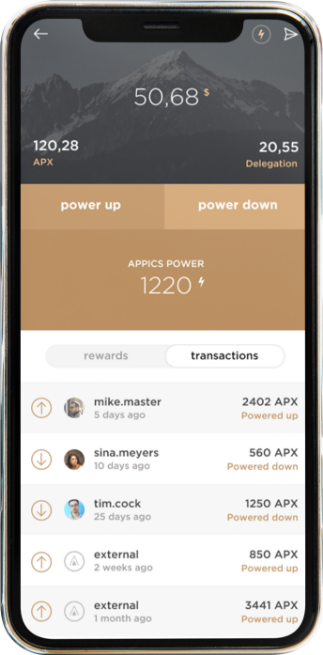 50,68 $
120,28 20,55
APX Delegation
power up power down
APPICS POWER
1220
rewards transactions
mike.master 2402 APX
5 days ago Powered up
sina.meyers 560 APX
10 days ago Powered down
tim.cock 1250 APX
25 days ago Powered down
external 850 APX
2 weeks ago Powered up
external 3441 APX
1 month ago Powered up